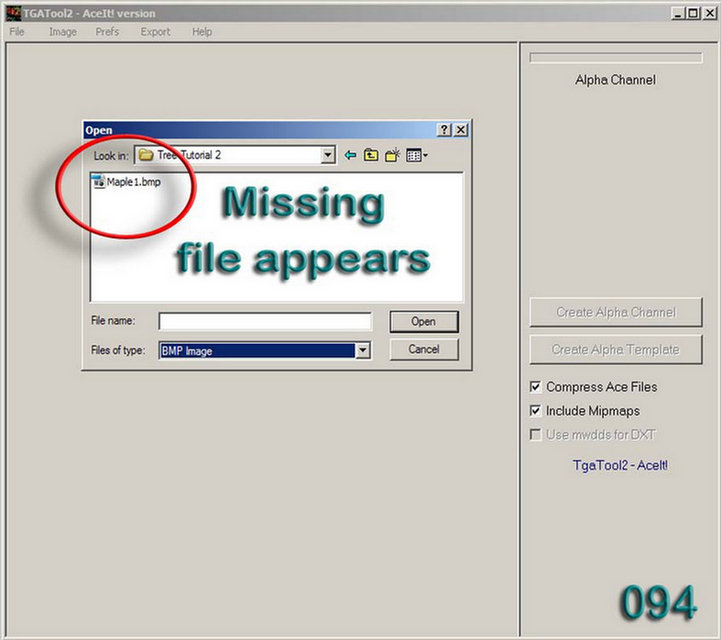 TGATool2 - AceIt! version
File Image Prefs Export Help
Alpha Channel
Open
Look in: Tree Tutorial 2
Maple1.bmp
Missing
file appears
File name:
Open
Files of type: BMP Image
Cancel
Create Alpha Channel
Create Alpha Template
Compress Ace Files
Include Mipmaps
Use mwdds for DXT
TgaTool2 - AceIt!
094